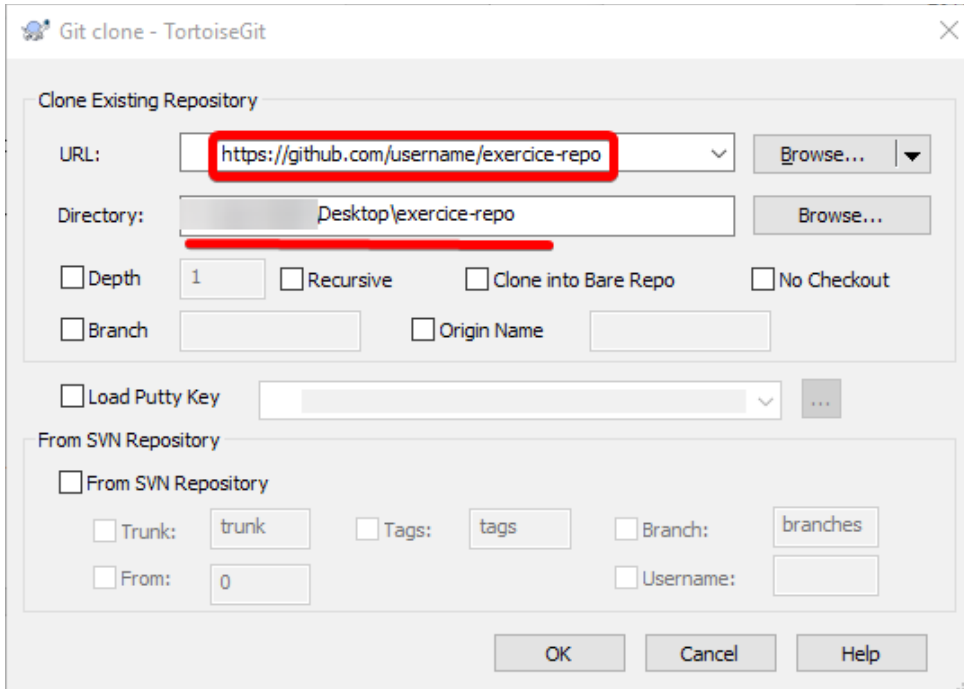 Git clone - TortoiseGit
Clone Existing Repository
URL: https://github.com/username/exercice-repo Browse...
Directory: Desktop\exercice-repo Browse...
Depth 1 Recursive Clone into Bare Repo No Checkout
Branch Origin Name
Load Putty Key ...
From SVN Repository
From SVN Repository
Trunk: trunk Tags: tags Branch: branches
From: 0 Username:
OK Cancel Help